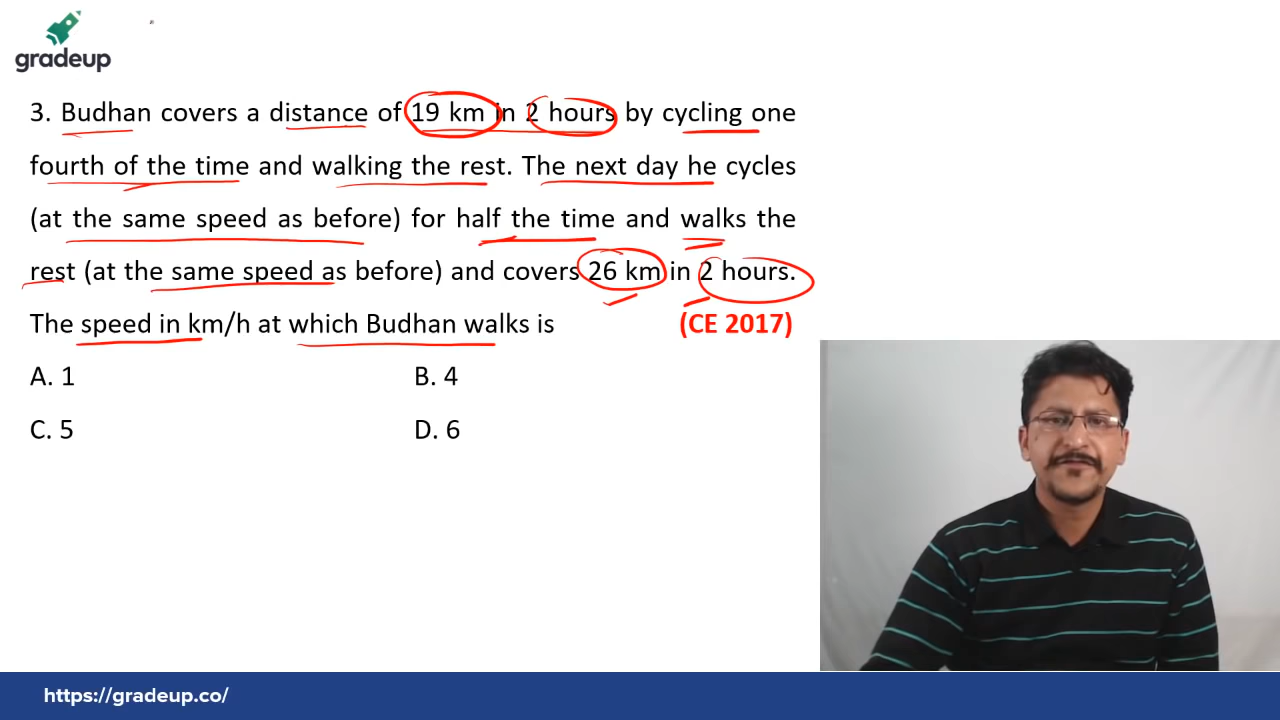 gradeup
3. Budhan covers a distance of 19 km in 2 hours by cycling one
fourth of the time and walking the rest. The next day he cycles
(at the same speed as before) for half the time and walks the
rest (at the same speed as before) and covers 26 km in 2 hours.
The speed in km/h at which Budhan walks is (CE 2017)
A. 1 B. 4
C. 5 D. 6
https://gradeup.co/